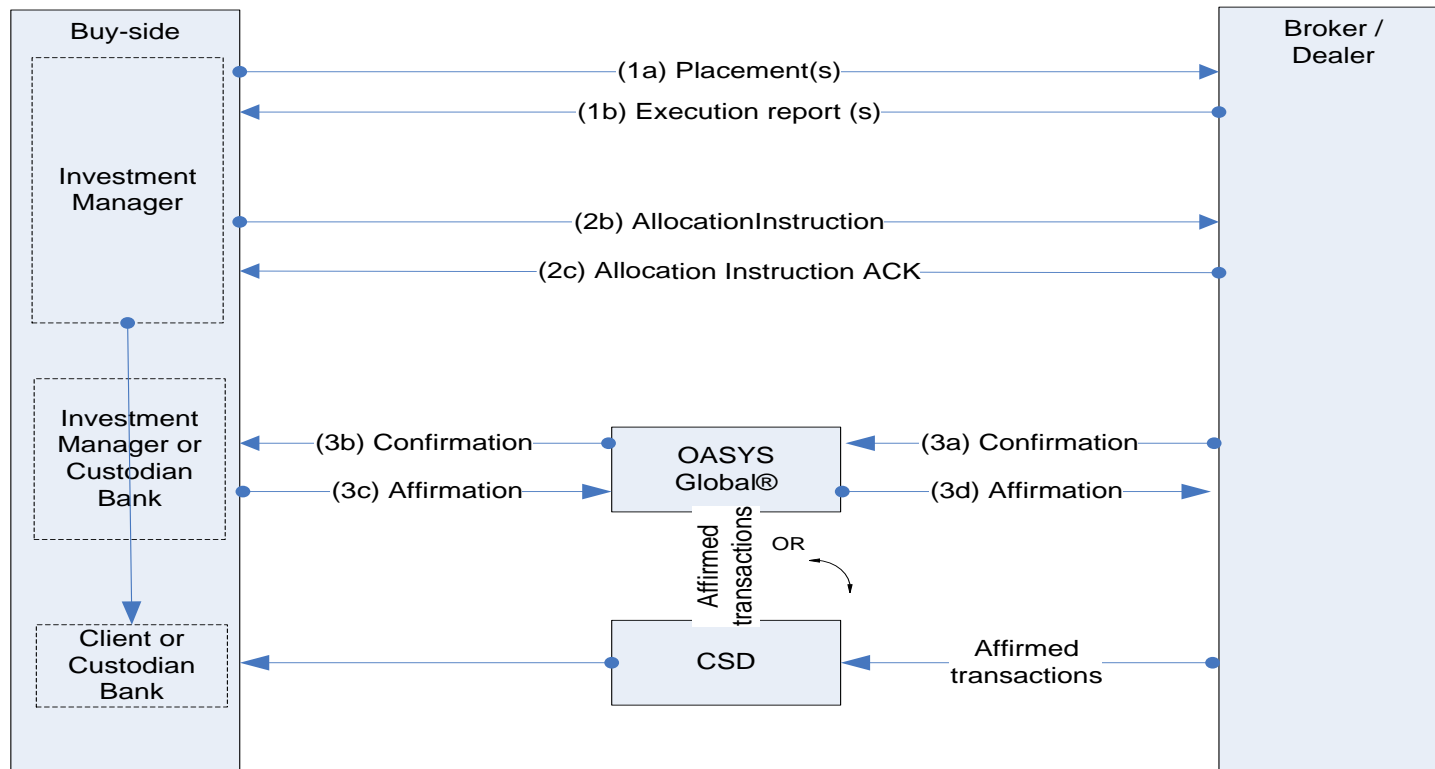 Buy-side
Broker /
Dealer
(1a) Placement(s)
(1b) Execution report (s)
Investment
Manager
(2b) AllocationInstruction
(2c) Allocation Instruction ACK
Investment
Manager or
Custodian
Bank
(3b) Confirmation
OASYS
Global®
(3a) Confirmation
(3c) Affirmation
(3d) Affirmation
Affirmed
transactions
OR
Client or
Custodian
Bank
CSD
Affirmed
transactions